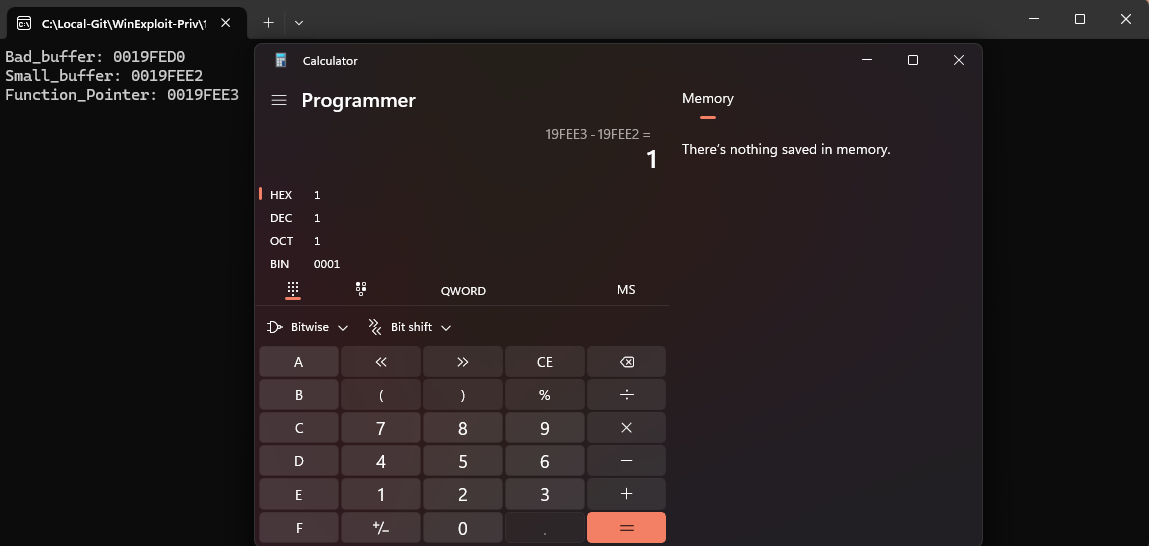 C:\Local-Git\WinExploit-Priv\1
Bad_buffer: 0019FED0
Small_buffer: 0019FEE2
Function_Pointer: 0019FEE3
Calculator
Programmer
19FEE3 - 19FEE2 =
1
HEX 1
DEC 1
OCT 1
BIN 0001
QWORD MS
Bitwise Bit shift
A « » CE
B ( ) % ÷
C 7 8 9 ×
D 4 5 6 −
E 1 2 3 +
F +/− 0 . =
Memory
There's nothing saved in memory.